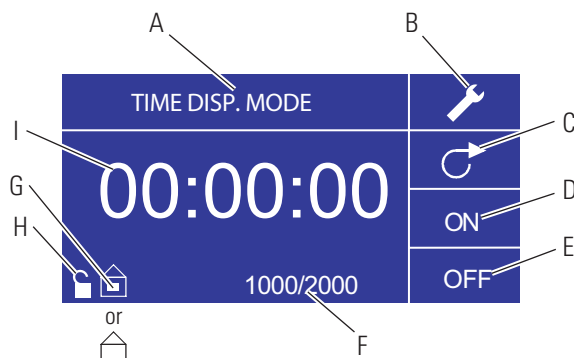 A
B
TIME DISP. MODE
I
C
00:00:00
G
D
ON
H
E
1000/2000
OFF
or
F